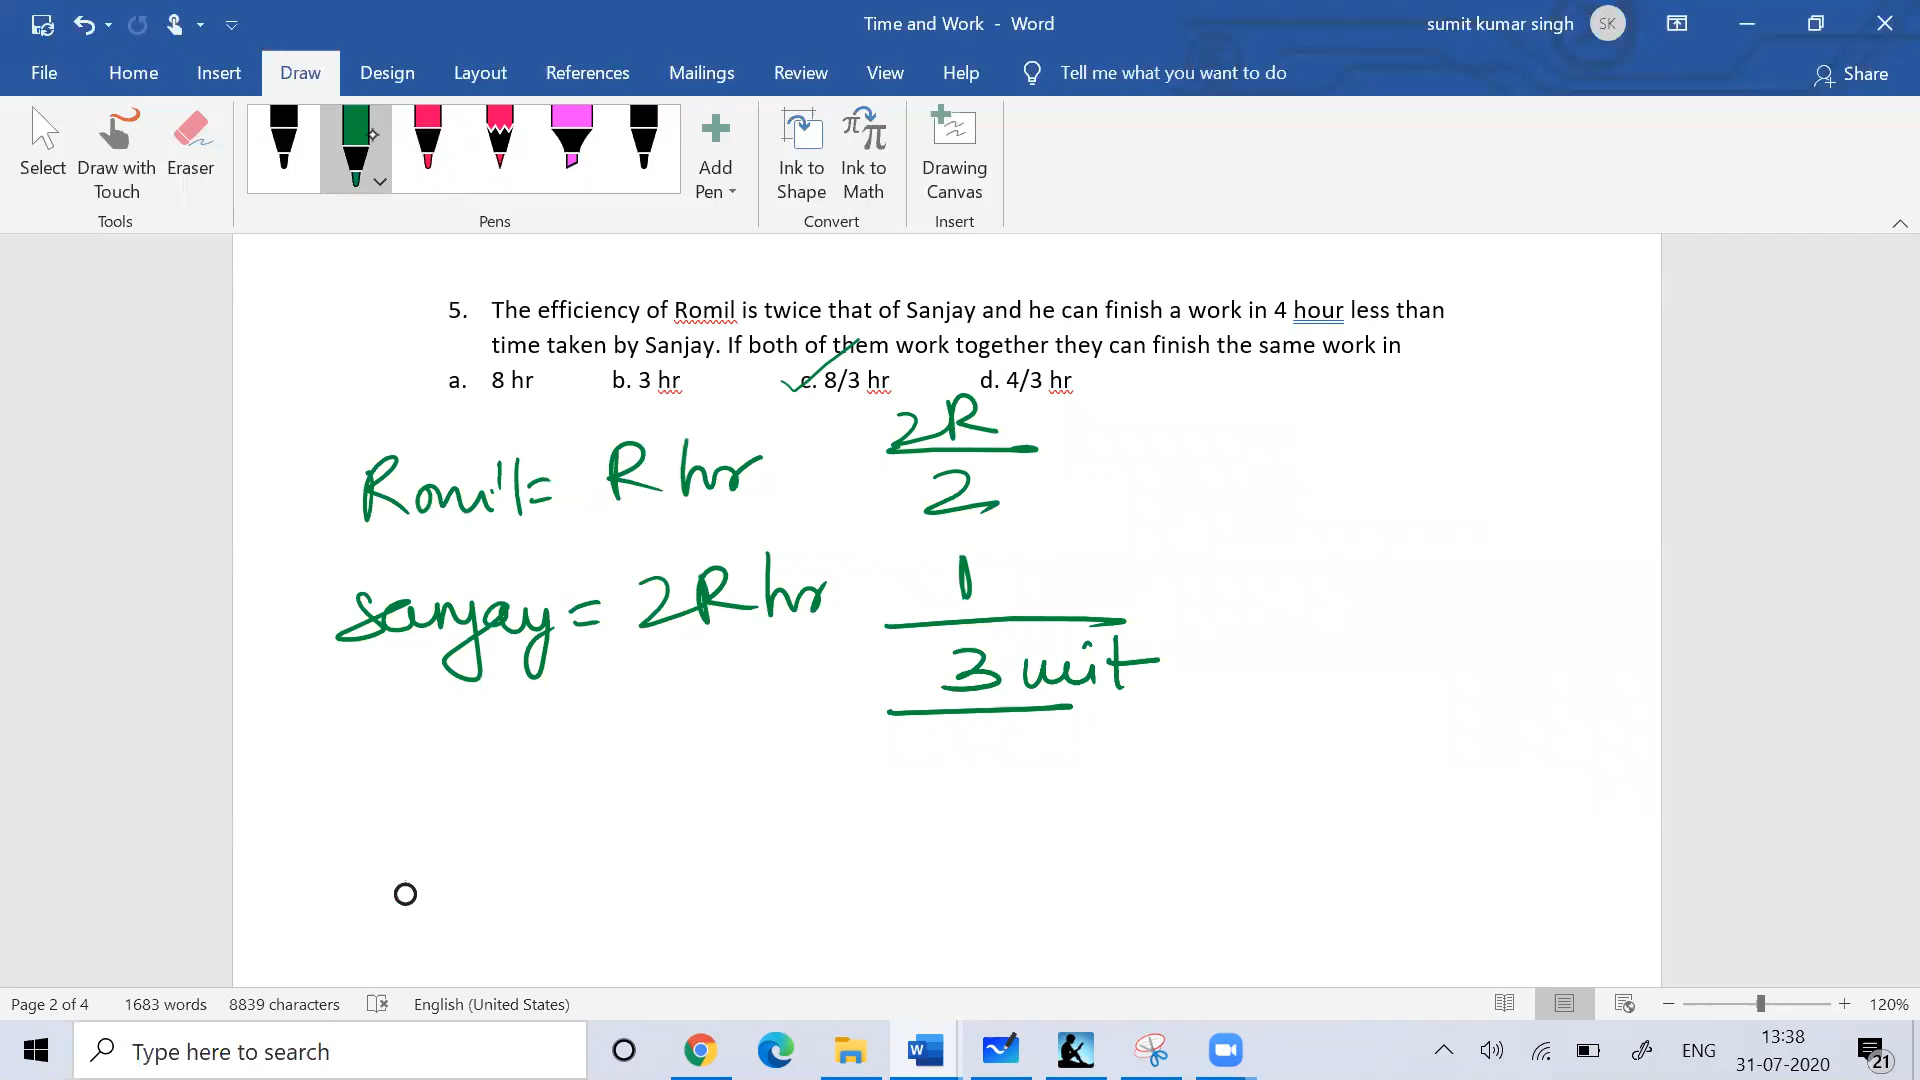 Time and Work - Word
sumit kumar singh
SK
File Home Insert Draw Design Layout References Mailings Review View Help Tell me what you want to do Share
Select
Draw with Touch
Eraser
Tools
Pens
Add Pen
Ink to Shape
Ink to Math
Convert
Drawing Canvas
Insert
5. The efficiency of Romil is twice that of Sanjay and he can finish a work in 4 hour less than
time taken by Sanjay. If both of them work together they can finish the same work in
a. 8 hr b. 3 hr c. 8/3 hr d. 4/3 hr
Romil = R hr
2R
2
Sanjay = 2R hr
1
3 unit
Page 2 of 4 1683 words 8839 characters English (United States) 120%
Type here to search
ENG
13:38
31-07-2020
21